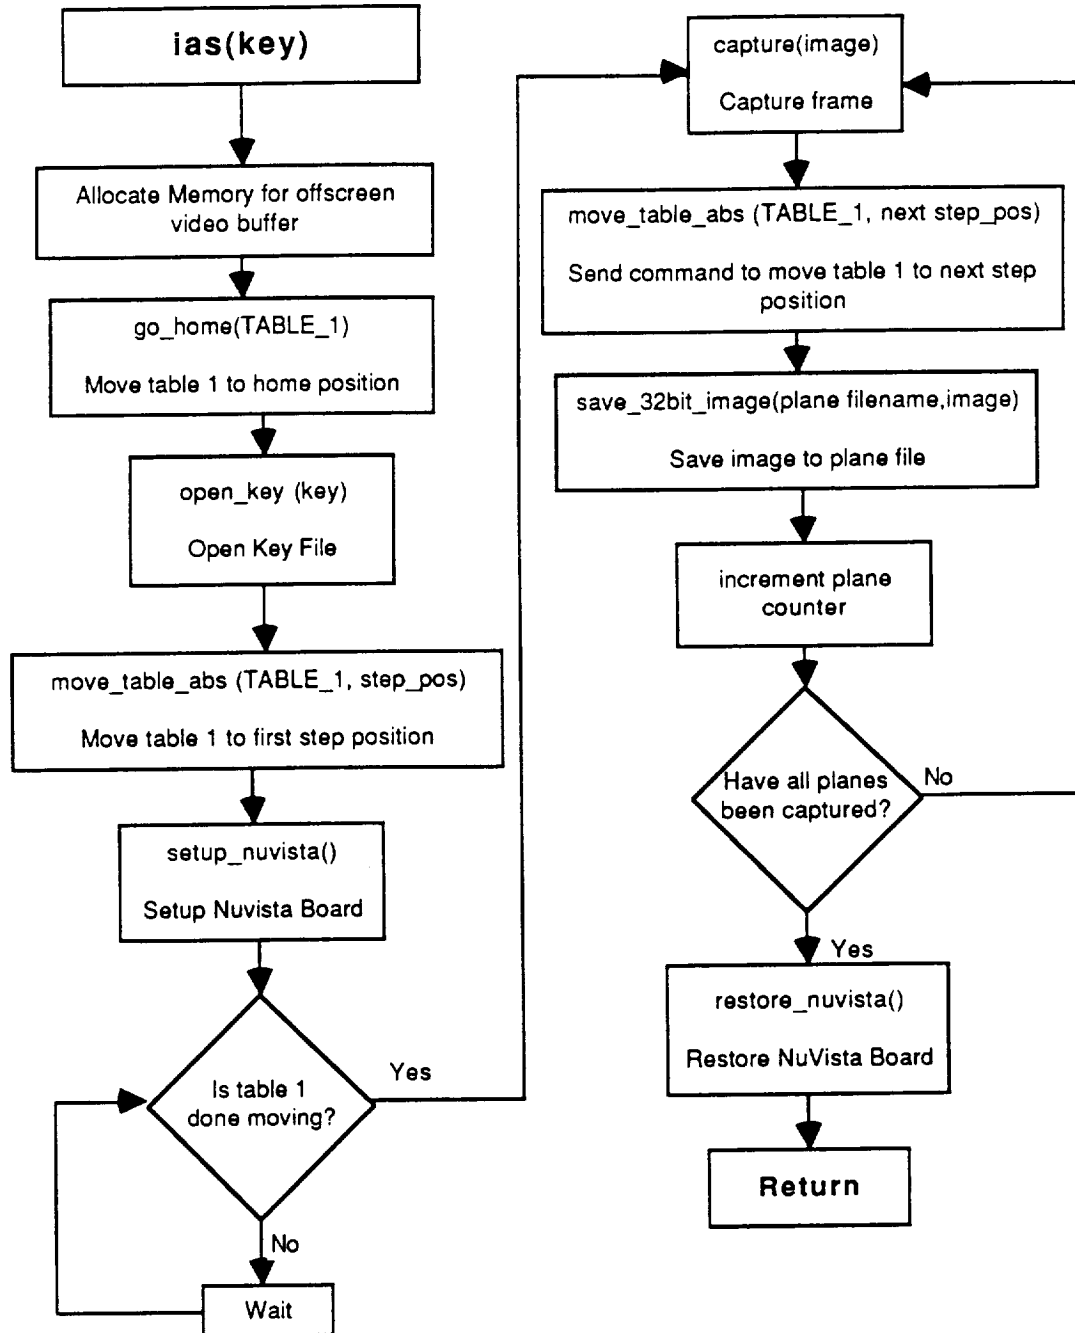 ias(key)
Allocate Memory for offscreen
video buffer
go_home(TABLE_1)
Move table 1 to home position
open_key (key)
Open Key File
move_table_abs (TABLE_1, step_pos)
Move table 1 to first step position
setup_nuvista()
Setup Nuvista Board
Is table 1
done moving?
Yes
No
Wait
capture(image)
Capture frame
move_table_abs (TABLE_1, next step_pos)
Send command to move table 1 to next step
position
save_32bit_image(plane filename,image)
Save image to plane file
increment plane
counter
Have all planes
been captured?
No
Yes
restore_nuvista()
Restore NuVista Board
Return